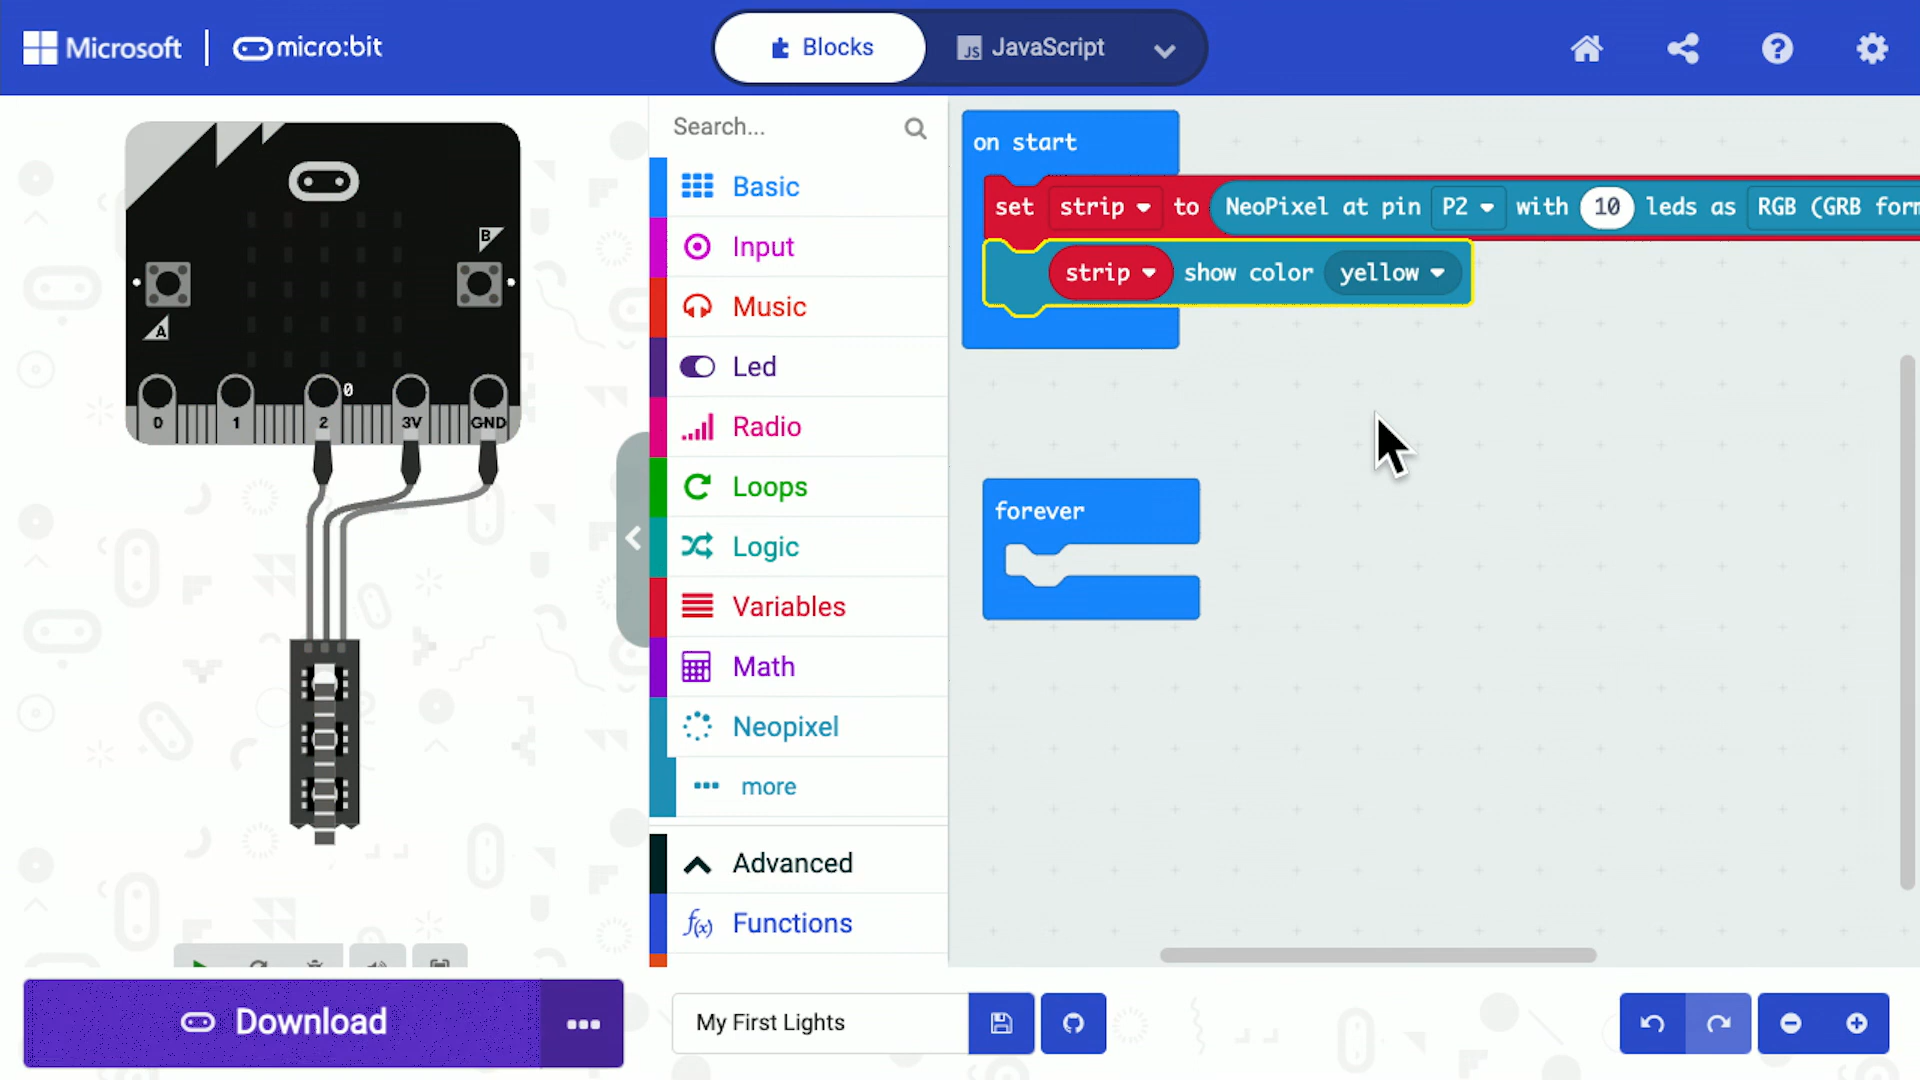 Microsoft | micro:bit
Blocks
JavaScript
Search...
Basic
Input
Music
Led
Radio
Loops
Logic
Variables
Math
Neopixel
more
Advanced
Functions
on start
set strip to NeoPixel at pin P2 with 10 leds as RGB (GRB form
strip show color yellow
forever
B
A
0
0 1 2 3V GND
Download
My First Lights